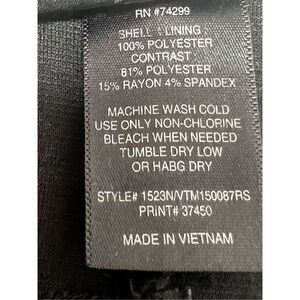 RN #74299
SHELL / LINING
100% POLYESTER
CONTRAST
81% POLYESTER
15% RAYON 4% SPANDEX
MACHINE WASH COLD
USE ONLY NON-CHLORINE
BLEACH WHEN NEEDED
TUMBLE DRY LOW
OR HABG DRY
STYLE# 1523N/VTM150087RS
PRINT# 37450
MADE IN VIETNAM